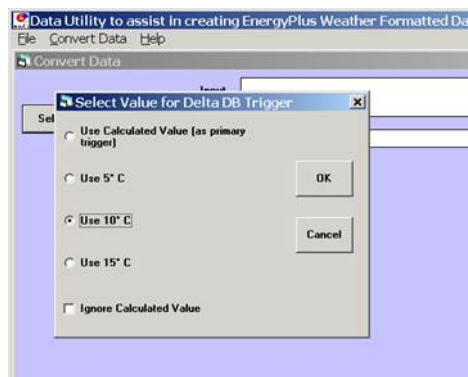 Data Utility to assist in creating EnergyPlus Weather Formatted Da
File Convert Data Help
Convert Data
Select Value for Delta DB Trigger
Use Calculated Value (as primary
trigger)
Use 5° C
OK
Use 10° C
Cancel
Use 15° C
Ignore Calculated Value